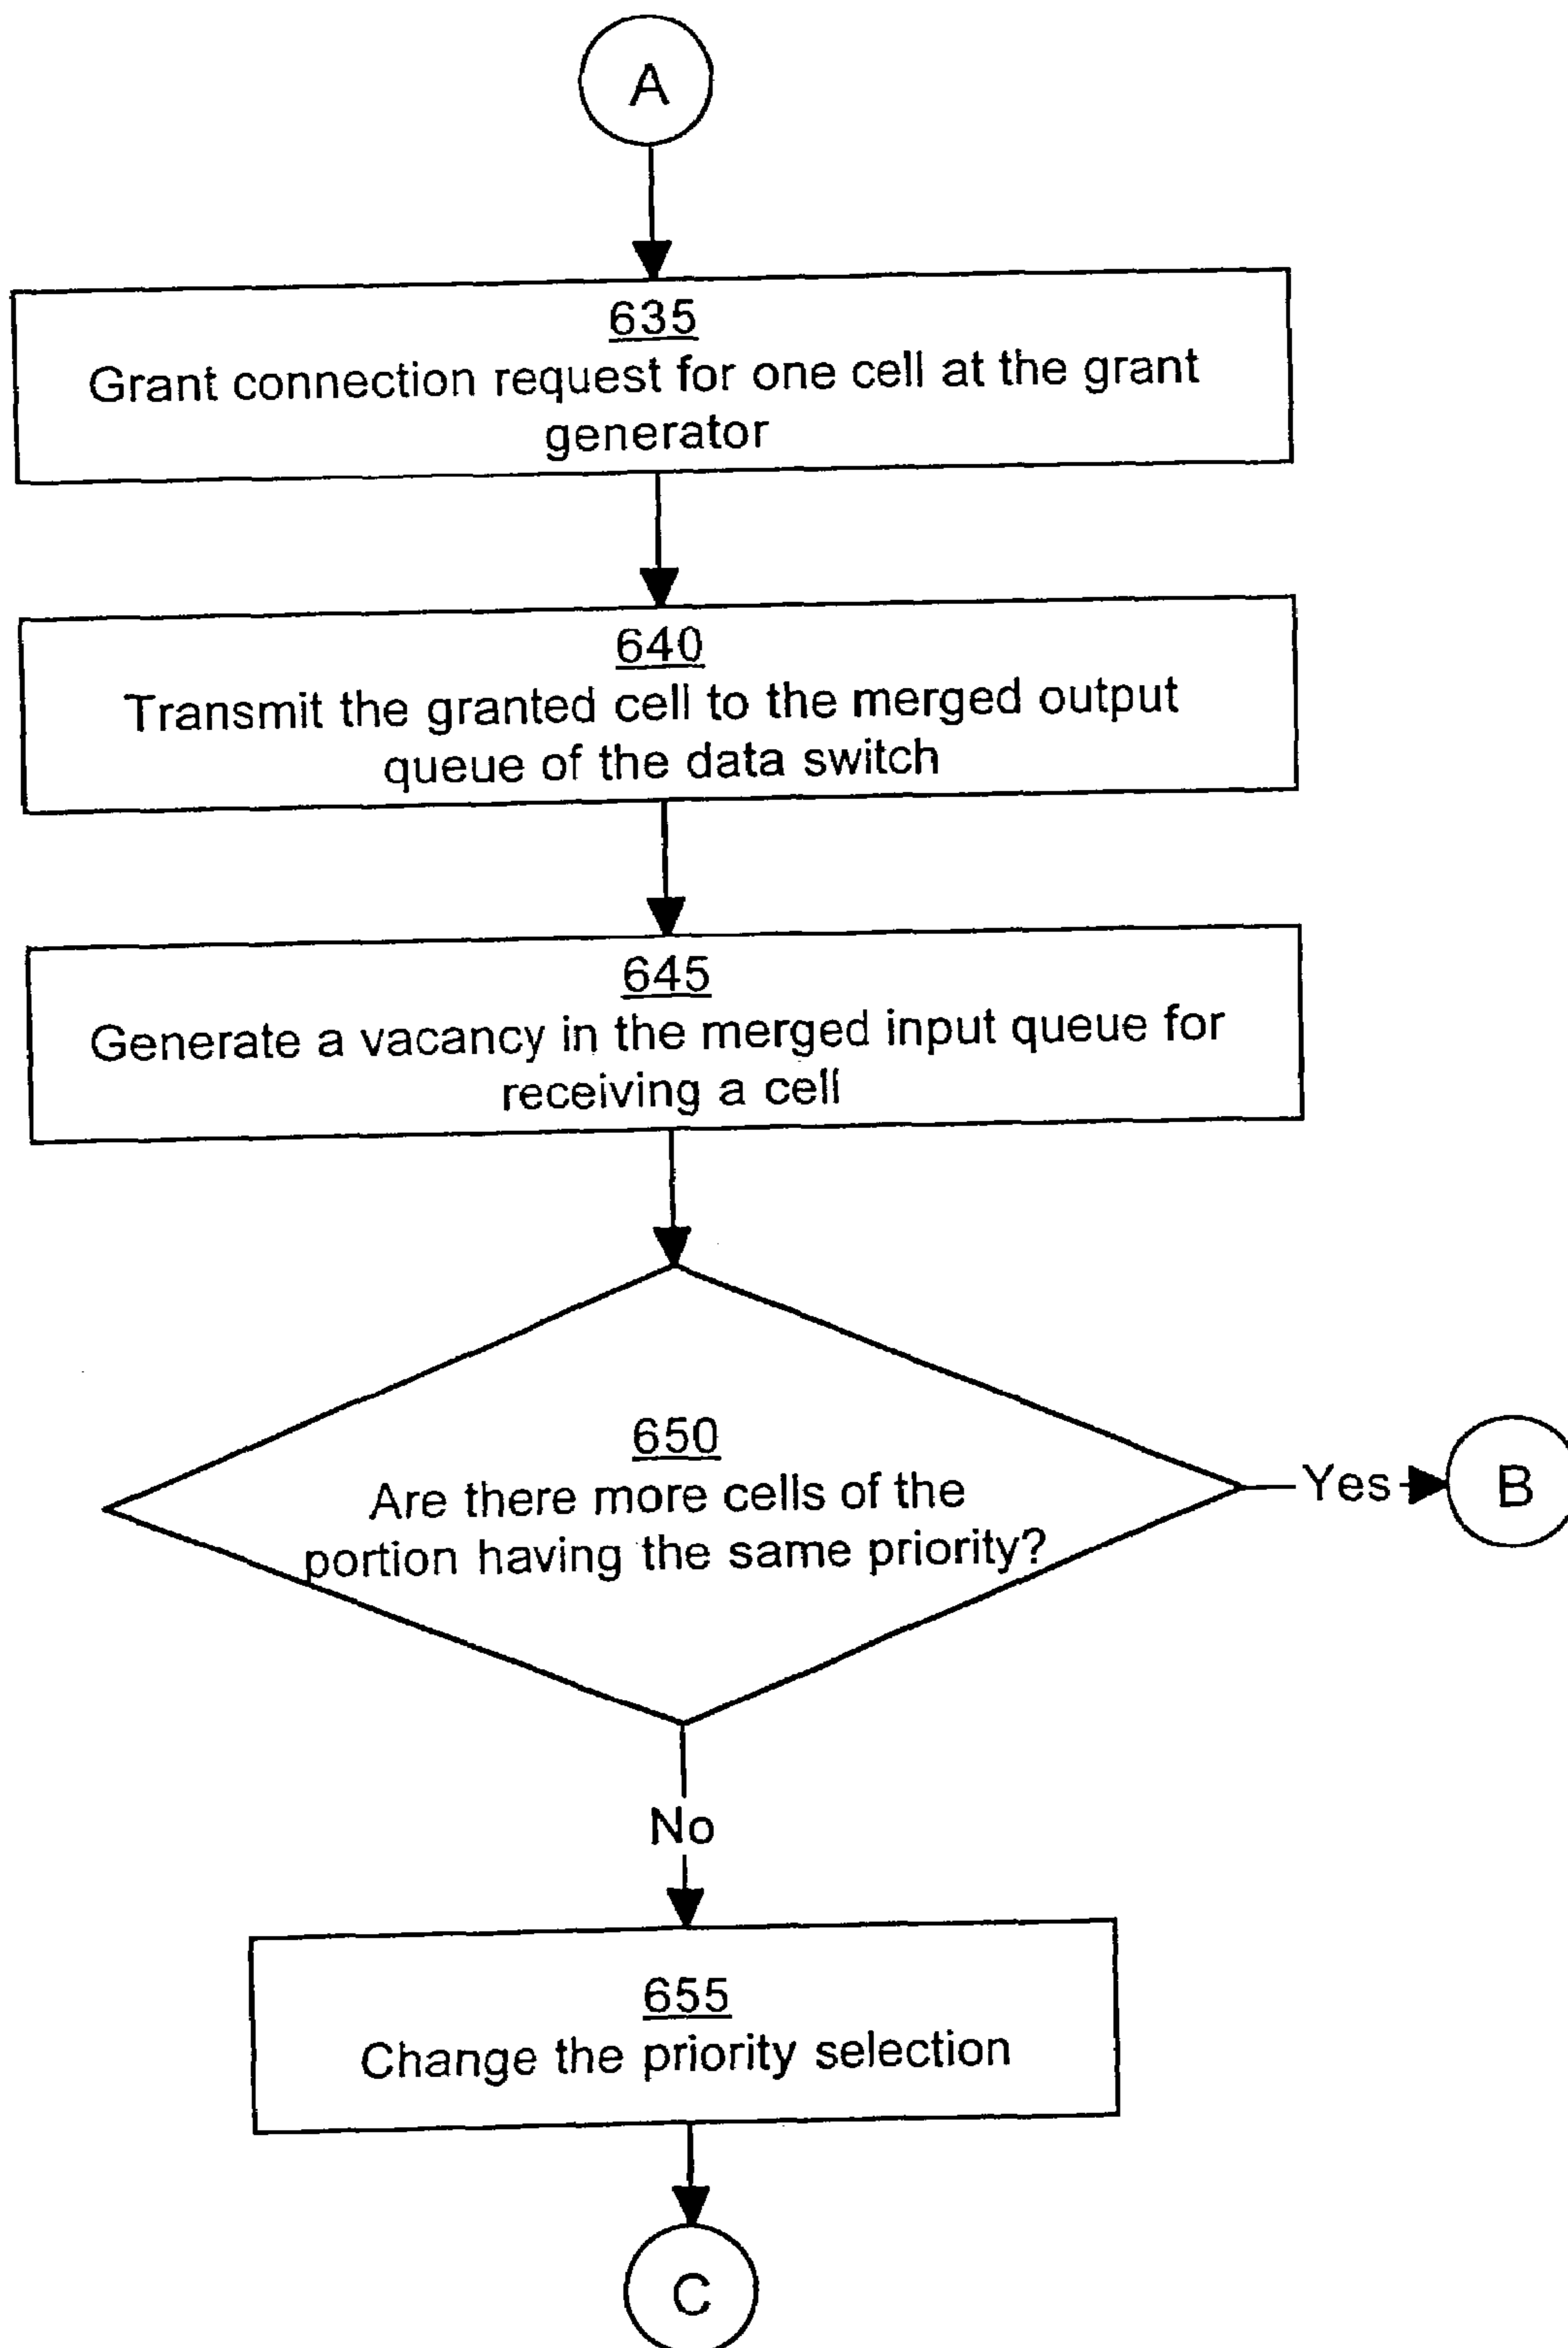 A
635
Grant connection request for one cell at the grant
generator
640
Transmit the granted cell to the merged output
queue of the data switch
645
Generate a vacancy in the merged input queue for
receiving a cell
650
Are there more cells of the
portion having the same priority?
Yes
B
No
655
Change the priority selection
C